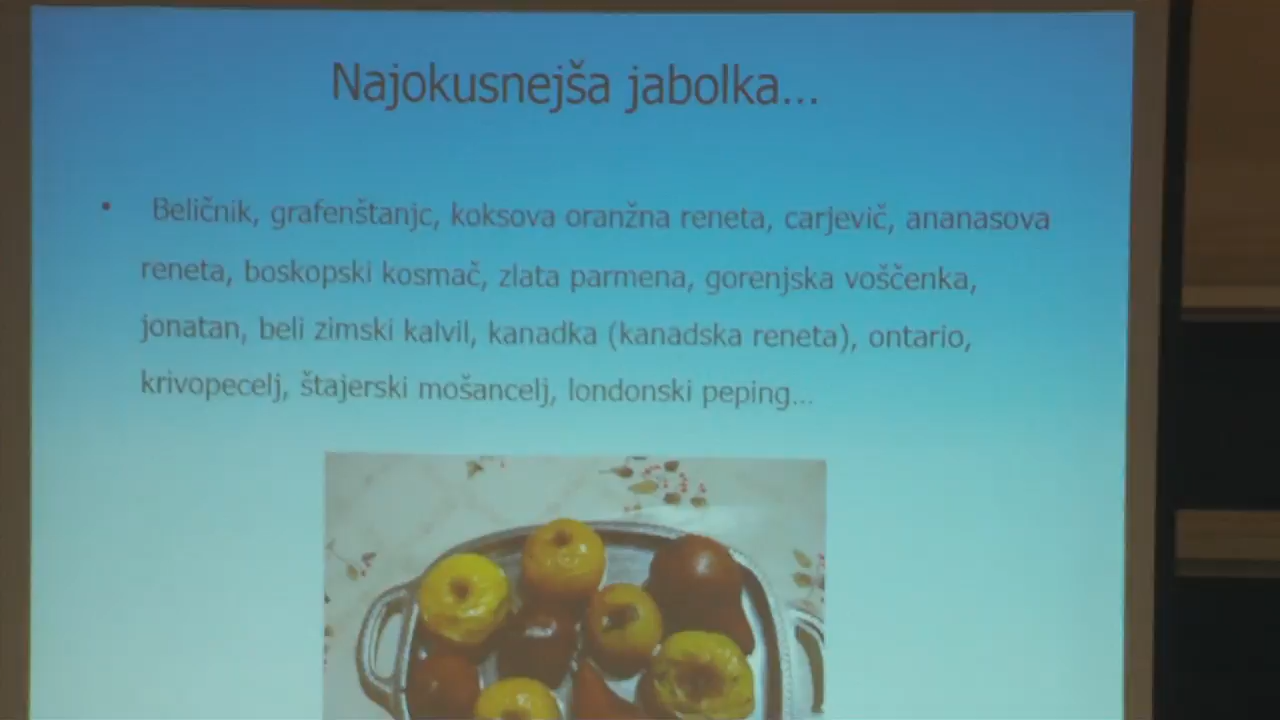 Najokusnejša jabolka...
• Beličnik, grafenštanjc, koksova oranžna reneta, carjevič, ananasova
reneta, boskopski kosmač, zlata parmena, gorenjska voščenka,
jonatan, beli zimski kalvil, kanadka (kanadska reneta), ontario,
krivopecelj, štajerski mošancelj, londonski peping...